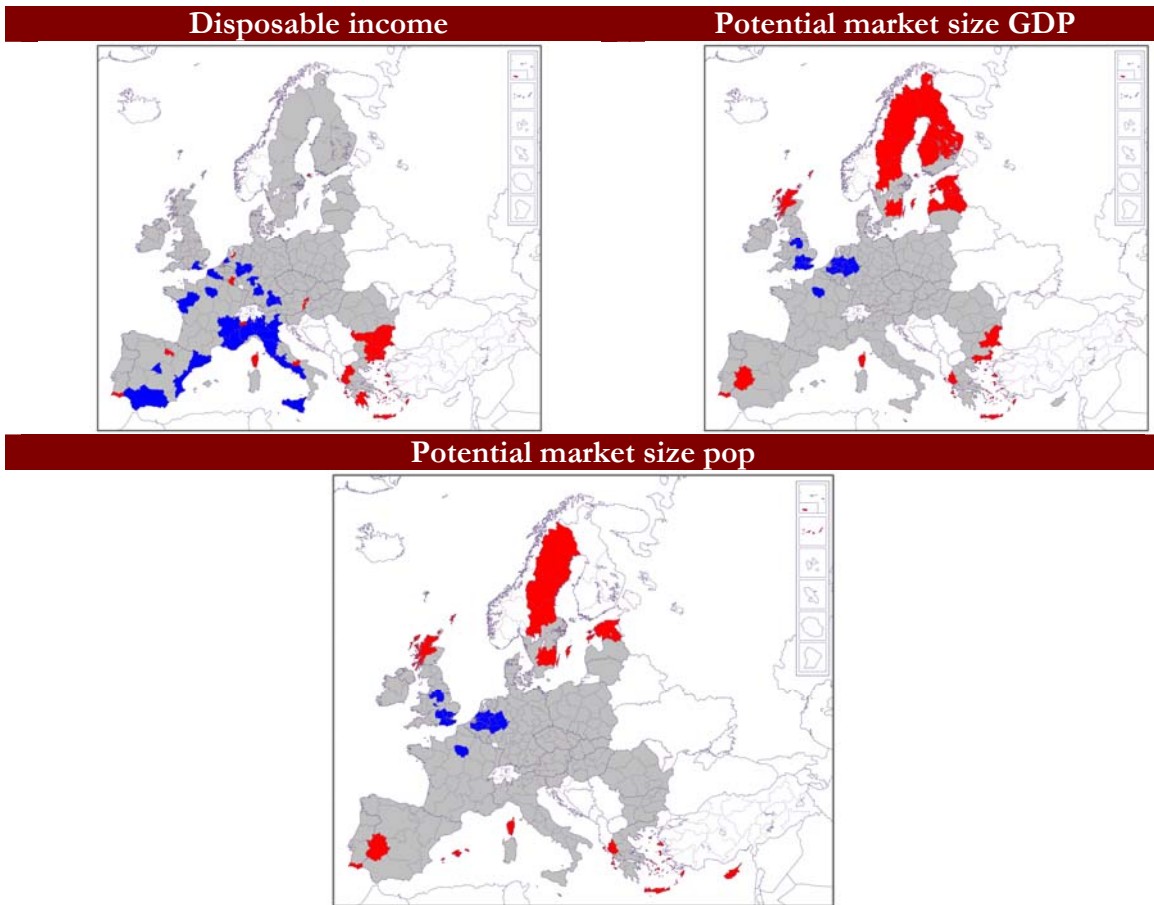 Disposable income
Potential market size GDP
Potential market size pop